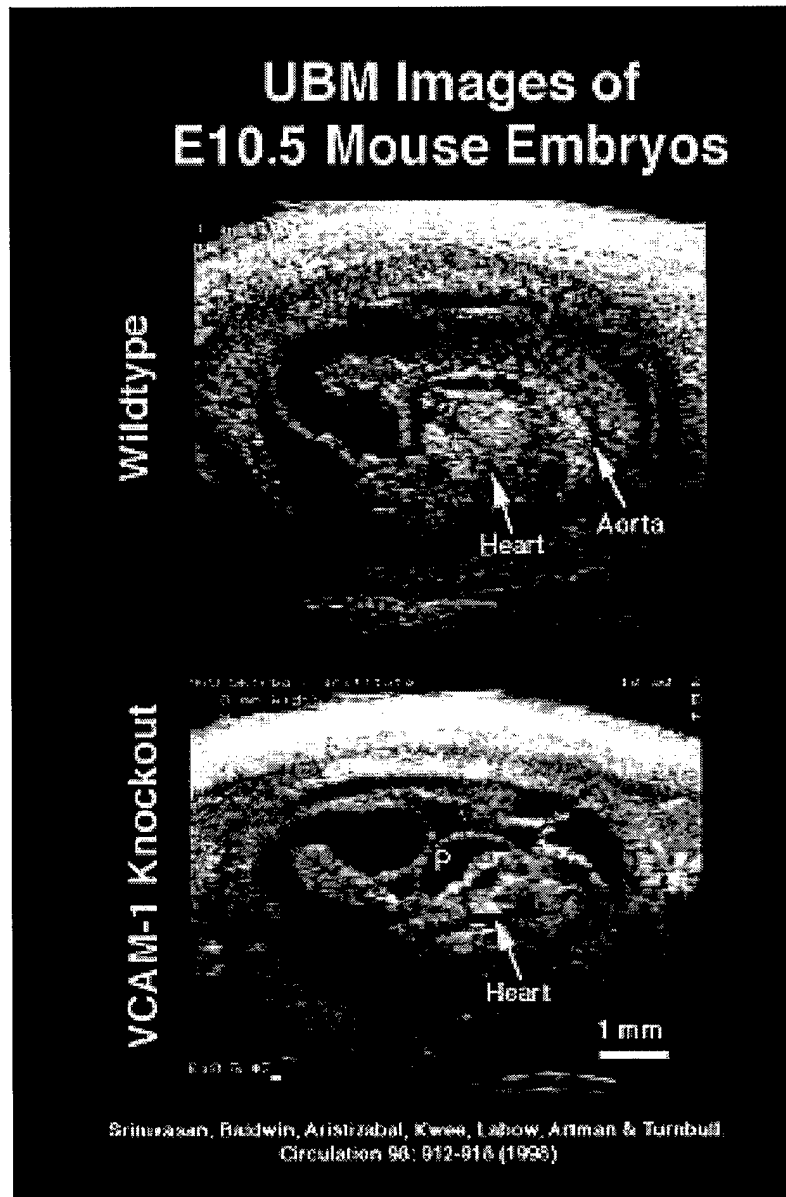 UBM Images of
E10.5 Mouse Embryos
Wildtype
Heart
Aorta
VCAM-1 Knockout
P
Heart
1 mm
Srinivasan, Baldwin, Aristizabal, Kwee, Labow, Artman & Turnbull
Circulation 98: 912-918 (1998)